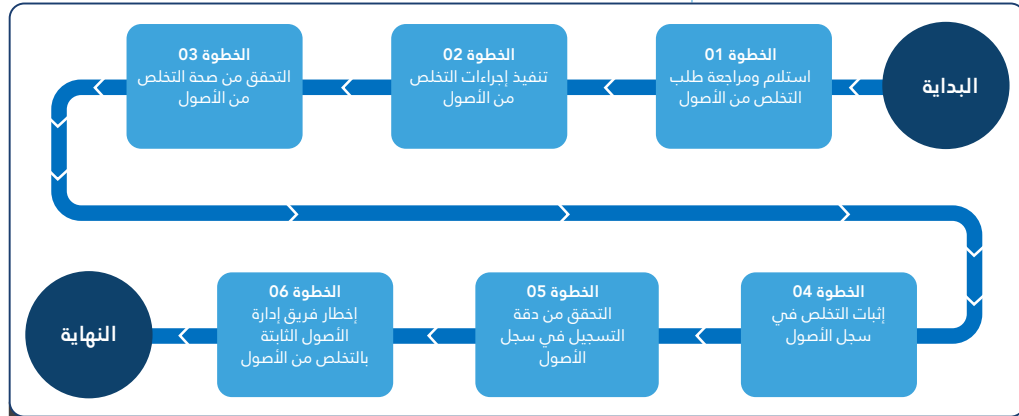 البداية
الخطوة 01
استلام ومراجعة طلب
التخلص من الأصول
الخطوة 02
تنفيذ إجراءات التخلص
من الأصول
الخطوة 03
التحقق من صحة التخلص
من الأصول
الخطوة 04
إثبات التخلص في
سجل الأصول
الخطوة 05
التحقق من دقة
التسجيل في سجل
الأصول
الخطوة 06
إخطار فريق إدارة
الأصول الثابتة
بالتخلص من الأصول
النهاية